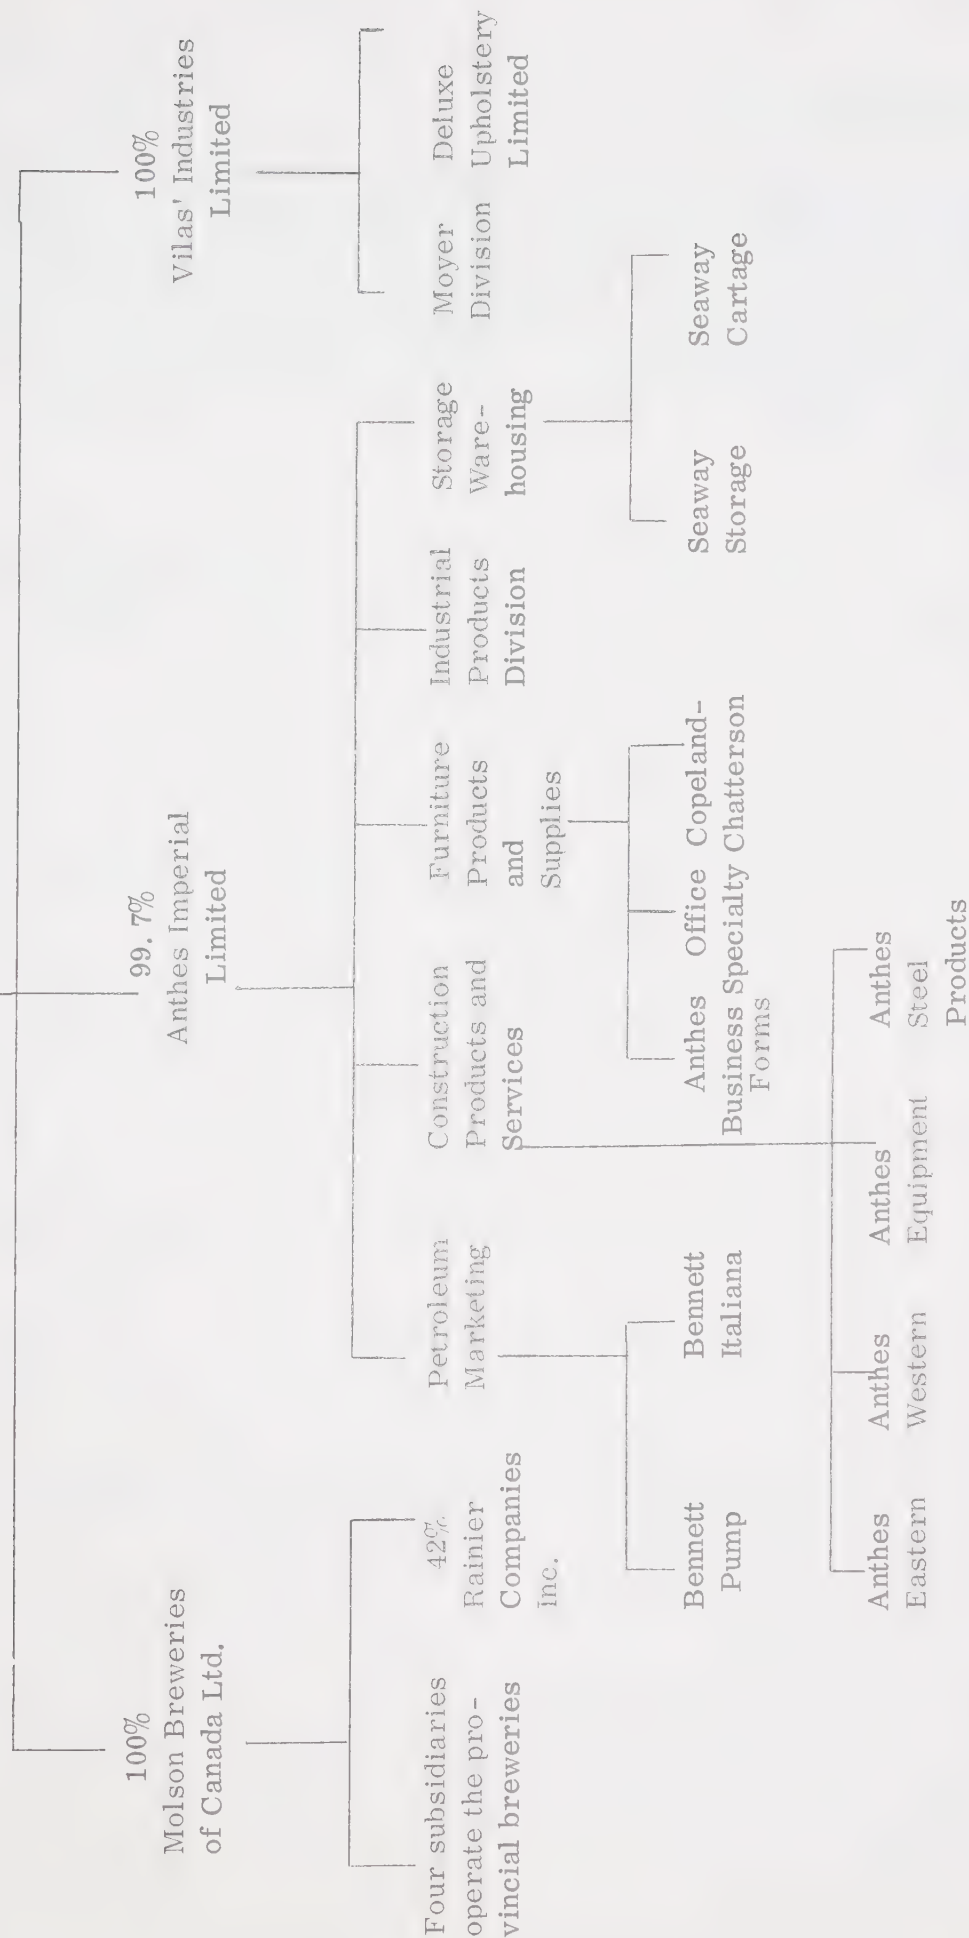 100%
Molson Breweries
of Canada Ltd.
99.7%
Anthes Imperial
Limited
100%
Vilas' Industries
Limited
Four subsidiaries
operate the pro-
vincial breweries
42%
Rainier
Companies
inc.
Petroleum
Marketing
Construction
Products and
Services
Furniture
Products
and
Supplies
Industrial
Products
Division
Storage
Ware-
housing
Moyer
Division
Deluxe
Upholstery
Limited
Bennett
Pump
Bennett
Italiana
Anthes
Business
Forms
Office
Specialty
Copeland-
Chatterson
Seaway
Storage
Seaway
Cartage
Anthes
Eastern
Anthes
Western
Anthes
Equipment
Anthes
Steel
Products